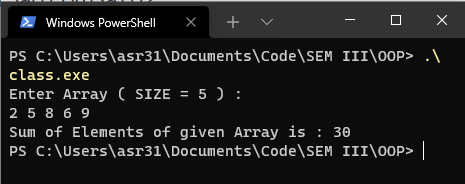 Windows PowerShell
PS C:\Users\asr31\Documents\Code\SEM III\OOP> .\
class.exe
Enter Array ( SIZE = 5 ) :
2 5 8 6 9
Sum of Elements of given Array is : 30
PS C:\Users\asr31\Documents\Code\SEM III\OOP>